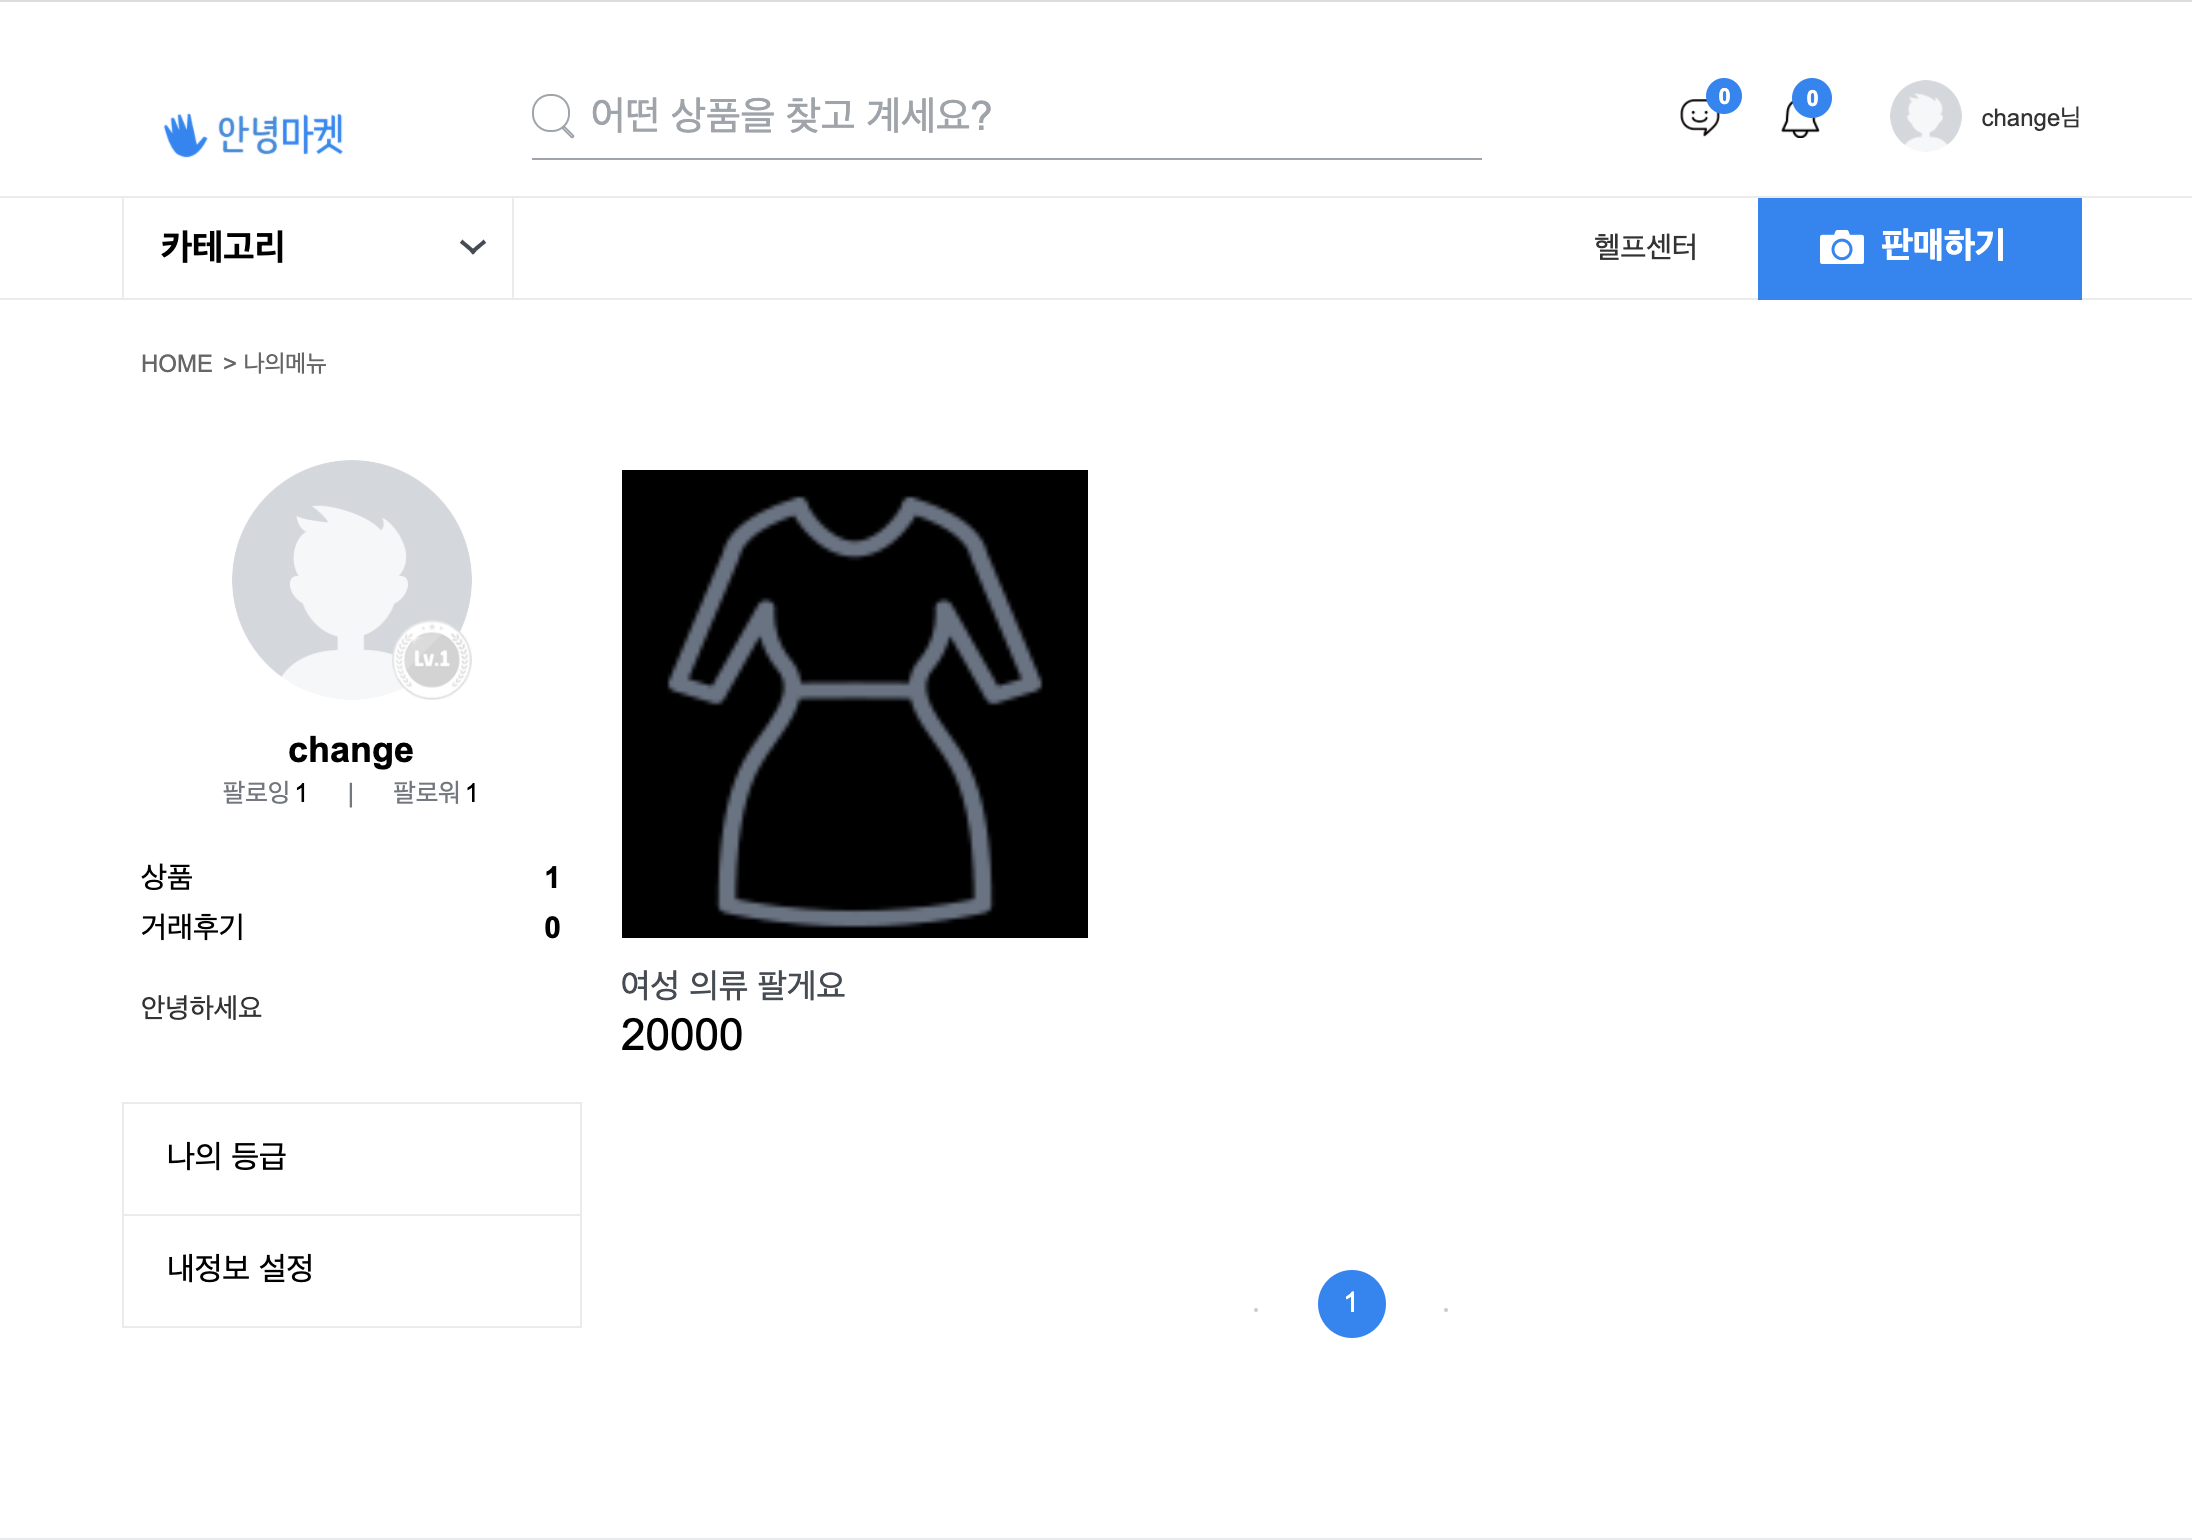 안녕마켓
어떤 상품을 찾고 계세요?
0
0
change님
카테고리
헬프센터
판매하기
HOME > 나의메뉴
Lv.1
change
팔로잉 1 | 팔로워 1
상품 1
거래후기 0
안녕하세요
여성 의류 팔게요
20000
나의 등급
내정보 설정
. 1 .